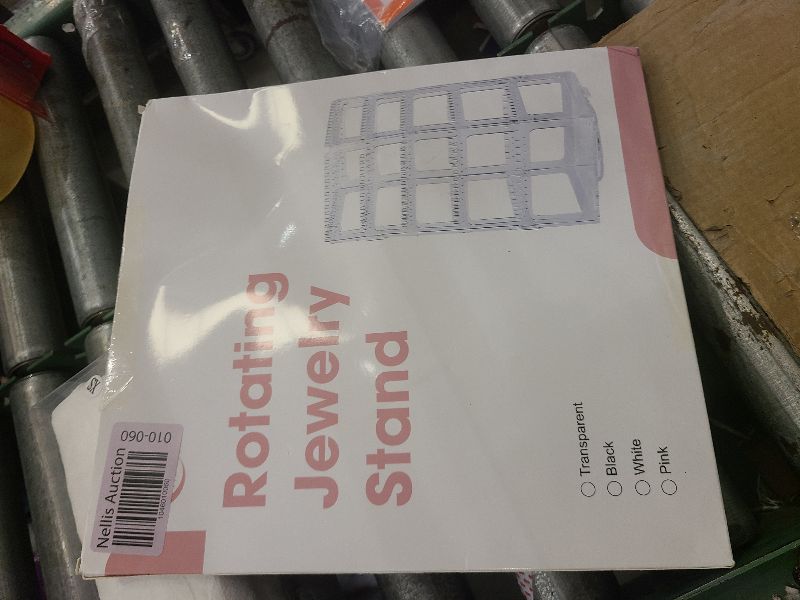 Rotating
Jewelry
Stand
Transparent
Black
White
Pink
Nellis Auction
010-060